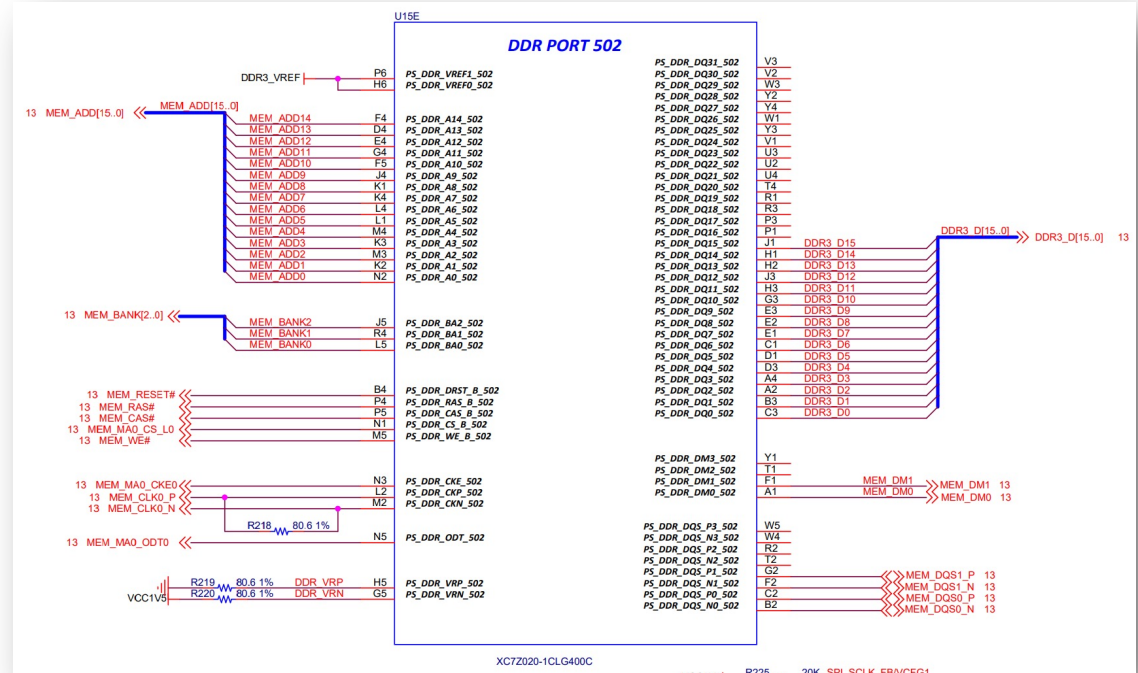 U15E
DDR PORT 502
DDR3_VREF P6 PS_DDR_VREF1_502
H6 PS_DDR_VREF0_502
13 MEM_ADD[15..0] MEM_ADD[15..0]
MEM_ADD14 F4 PS_DDR_A14_502
MEM_ADD13 D4 PS_DDR_A13_502
MEM_ADD12 E4 PS_DDR_A12_502
MEM_ADD11 G4 PS_DDR_A11_502
MEM_ADD10 F5 PS_DDR_A10_502
MEM_ADD9 J4 PS_DDR_A9_502
MEM_ADD8 K1 PS_DDR_A8_502
MEM_ADD7 K4 PS_DDR_A7_502
MEM_ADD6 L4 PS_DDR_A6_502
MEM_ADD5 L1 PS_DDR_A5_502
MEM_ADD4 M4 PS_DDR_A4_502
MEM_ADD3 K3 PS_DDR_A3_502
MEM_ADD2 M3 PS_DDR_A2_502
MEM_ADD1 K2 PS_DDR_A1_502
MEM_ADD0 N2 PS_DDR_A0_502
13 MEM_BANK[2..0]
MEM_BANK2 J5 PS_DDR_BA2_502
MEM_BANK1 R4 PS_DDR_BA1_502
MEM_BANK0 L5 PS_DDR_BA0_502
13 MEM_RESET# B4 PS_DDR_DRST_B_502
13 MEM_RAS# P4 PS_DDR_RAS_B_502
13 MEM_CAS# P5 PS_DDR_CAS_B_502
13 MEM_MA0_CS_L0 N1 PS_DDR_CS_B_502
13 MEM_WE# M5 PS_DDR_WE_B_502
13 MEM_MA0_CKE0 N3 PS_DDR_CKE_502
13 MEM_CLK0_P L2 PS_DDR_CKP_502
13 MEM_CLK0_N M2 PS_DDR_CKN_502
R218 80.6 1%
13 MEM_MA0_ODT0 N5 PS_DDR_ODT_502
R219 80.6 1% DDR_VRP H5 PS_DDR_VRP_502
VCC1V5 R220 80.6 1% DDR_VRN G5 PS_DDR_VRN_502
PS_DDR_DQ31_502 V3
PS_DDR_DQ30_502 V2
PS_DDR_DQ29_502 W3
PS_DDR_DQ28_502 Y2
PS_DDR_DQ27_502 Y4
PS_DDR_DQ26_502 W1
PS_DDR_DQ25_502 Y3
PS_DDR_DQ24_502 V1
PS_DDR_DQ23_502 U3
PS_DDR_DQ22_502 U2
PS_DDR_DQ21_502 U4
PS_DDR_DQ20_502 T4
PS_DDR_DQ19_502 R1
PS_DDR_DQ18_502 R3
PS_DDR_DQ17_502 P3
PS_DDR_DQ16_502 P1
DDR3_D[15..0] DDR3_D[15..0] 13
PS_DDR_DQ15_502 J1 DDR3_D15
PS_DDR_DQ14_502 H1 DDR3_D14
PS_DDR_DQ13_502 H2 DDR3_D13
PS_DDR_DQ12_502 J3 DDR3_D12
PS_DDR_DQ11_502 H3 DDR3_D11
PS_DDR_DQ10_502 G3 DDR3_D10
PS_DDR_DQ9_502 E3 DDR3_D9
PS_DDR_DQ8_502 E2 DDR3_D8
PS_DDR_DQ7_502 E1 DDR3_D7
PS_DDR_DQ6_502 C1 DDR3_D6
PS_DDR_DQ5_502 D1 DDR3_D5
PS_DDR_DQ4_502 D3 DDR3_D4
PS_DDR_DQ3_502 A4 DDR3_D3
PS_DDR_DQ2_502 A2 DDR3_D2
PS_DDR_DQ1_502 B3 DDR3_D1
PS_DDR_DQ0_502 C3 DDR3_D0
PS_DDR_DM3_502 Y1
PS_DDR_DM2_502 T1
PS_DDR_DM1_502 F1 MEM_DM1 MEM_DM1 13
PS_DDR_DM0_502 A1 MEM_DM0 MEM_DM0 13
PS_DDR_DQS_P3_502 W5
PS_DDR_DQS_N3_502 W4
PS_DDR_DQS_P2_502 R2
PS_DDR_DQS_N2_502 T2
PS_DDR_DQS_P1_502 G2 MEM_DQS1_P 13
PS_DDR_DQS_N1_502 F2 MEM_DQS1_N 13
PS_DDR_DQS_P0_502 C2 MEM_DQS0_P 13
PS_DDR_DQS_N0_502 B2 MEM_DQS0_N 13
XC7Z020-1CLG400C
R225 20K SPI_SCLK_FB/VCFG1